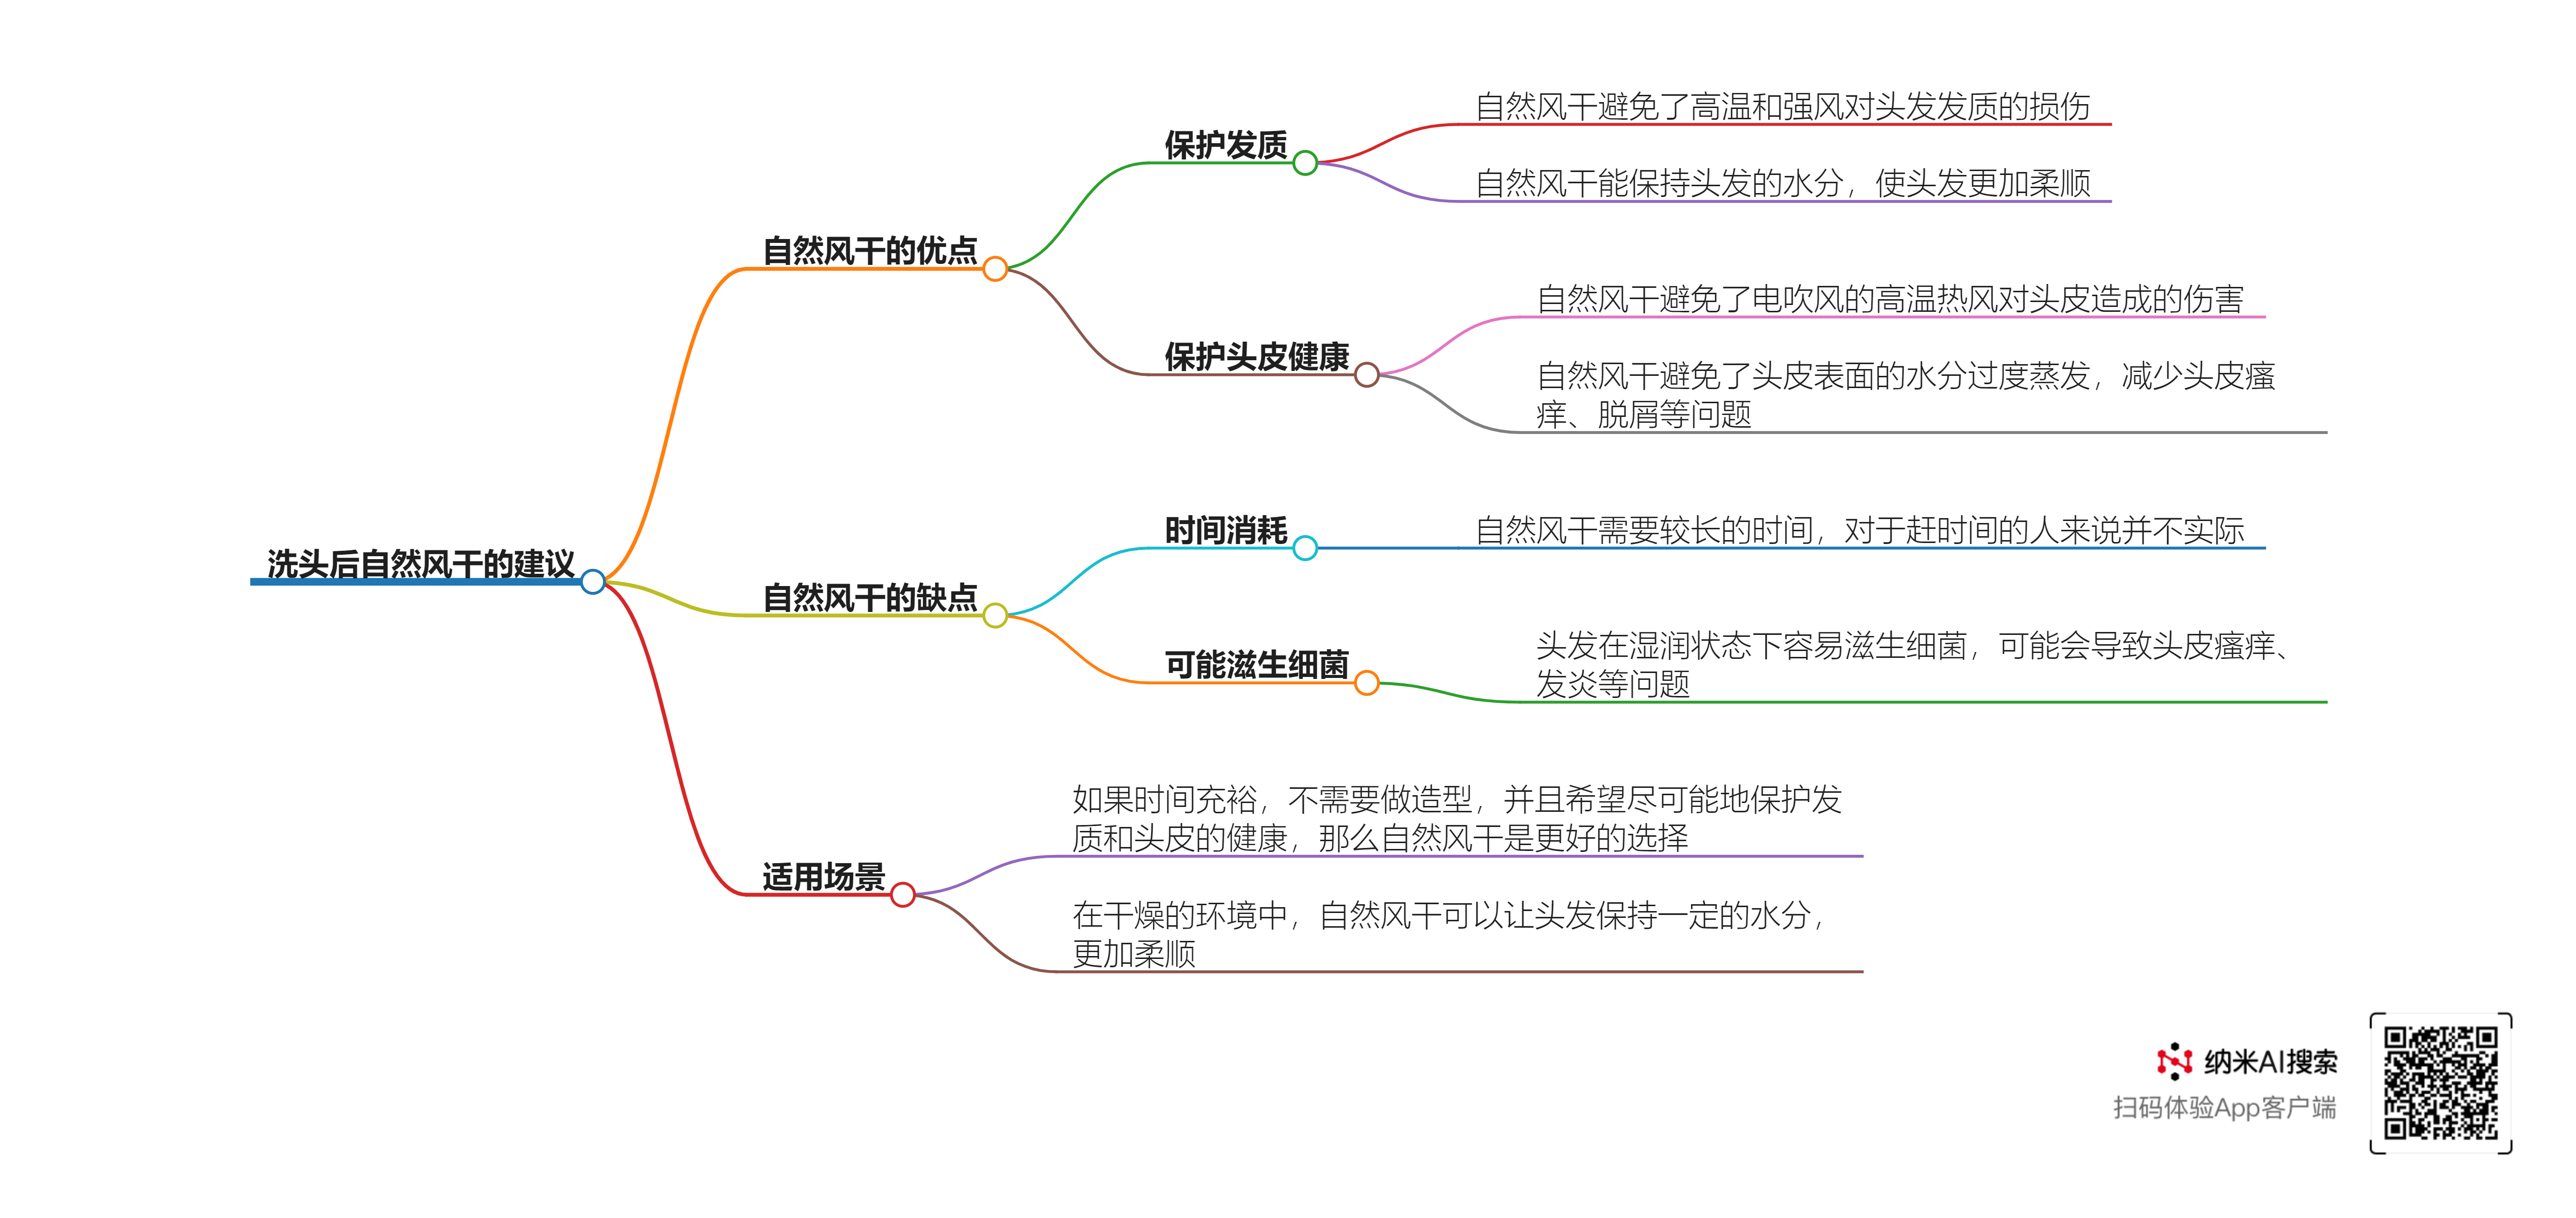 洗头后自然风干的建议
自然风干的优点
保护发质
自然风干避免了高温和强风对头发发质的损伤
自然风干能保持头发的水分，使头发更加柔顺
保护头皮健康
自然风干避免了电吹风的高温热风对头皮造成的伤害
自然风干避免了头皮表面的水分过度蒸发，减少头皮瘙
痒、脱屑等问题
自然风干的缺点
时间消耗
自然风干需要较长的时间，对于赶时间的人来说并不实际
可能滋生细菌
头发在湿润状态下容易滋生细菌，可能会导致头皮瘙痒、
发炎等问题
适用场景
如果时间充裕，不需要做造型，并且希望尽可能地保护发
质和头皮的健康，那么自然风干是更好的选择
在干燥的环境中，自然风干可以让头发保持一定的水分，
更加柔顺
纳米AI搜索
扫码体验App客户端